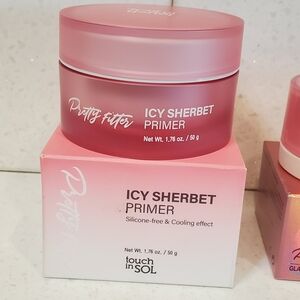 Pretty Filter
ICY SHERBET
PRIMER
Net Wt. 1.76 oz. / 50 g
Pretty
ICY SHERBET
PRIMER
Silicone-free & Cooling effect
Net Wt. 1.76 oz. / 50 g
touch
in SOL
GLA